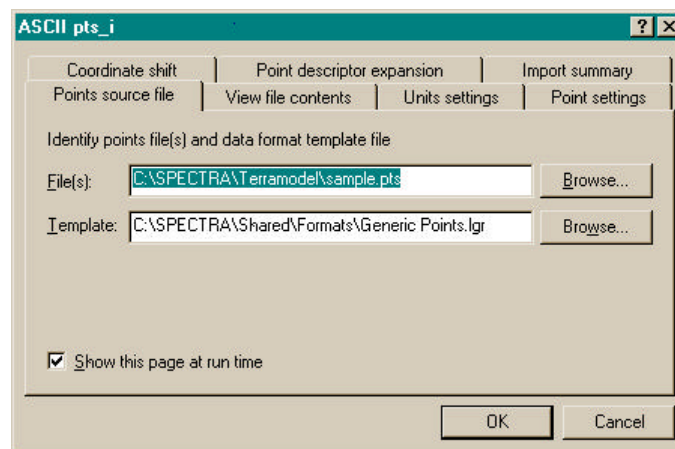 ASCII pts_i
Coordinate shift Point descriptor expansion Import summary
Points source file View file contents Units settings Point settings
Identify points file(s) and data format template file
File(s): C:\SPECTRA\Terramodel\sample.pts Browse...
Template: C:\SPECTRA\Shared\Formats\Generic Points.lgr Browse...
Show this page at run time
OK Cancel